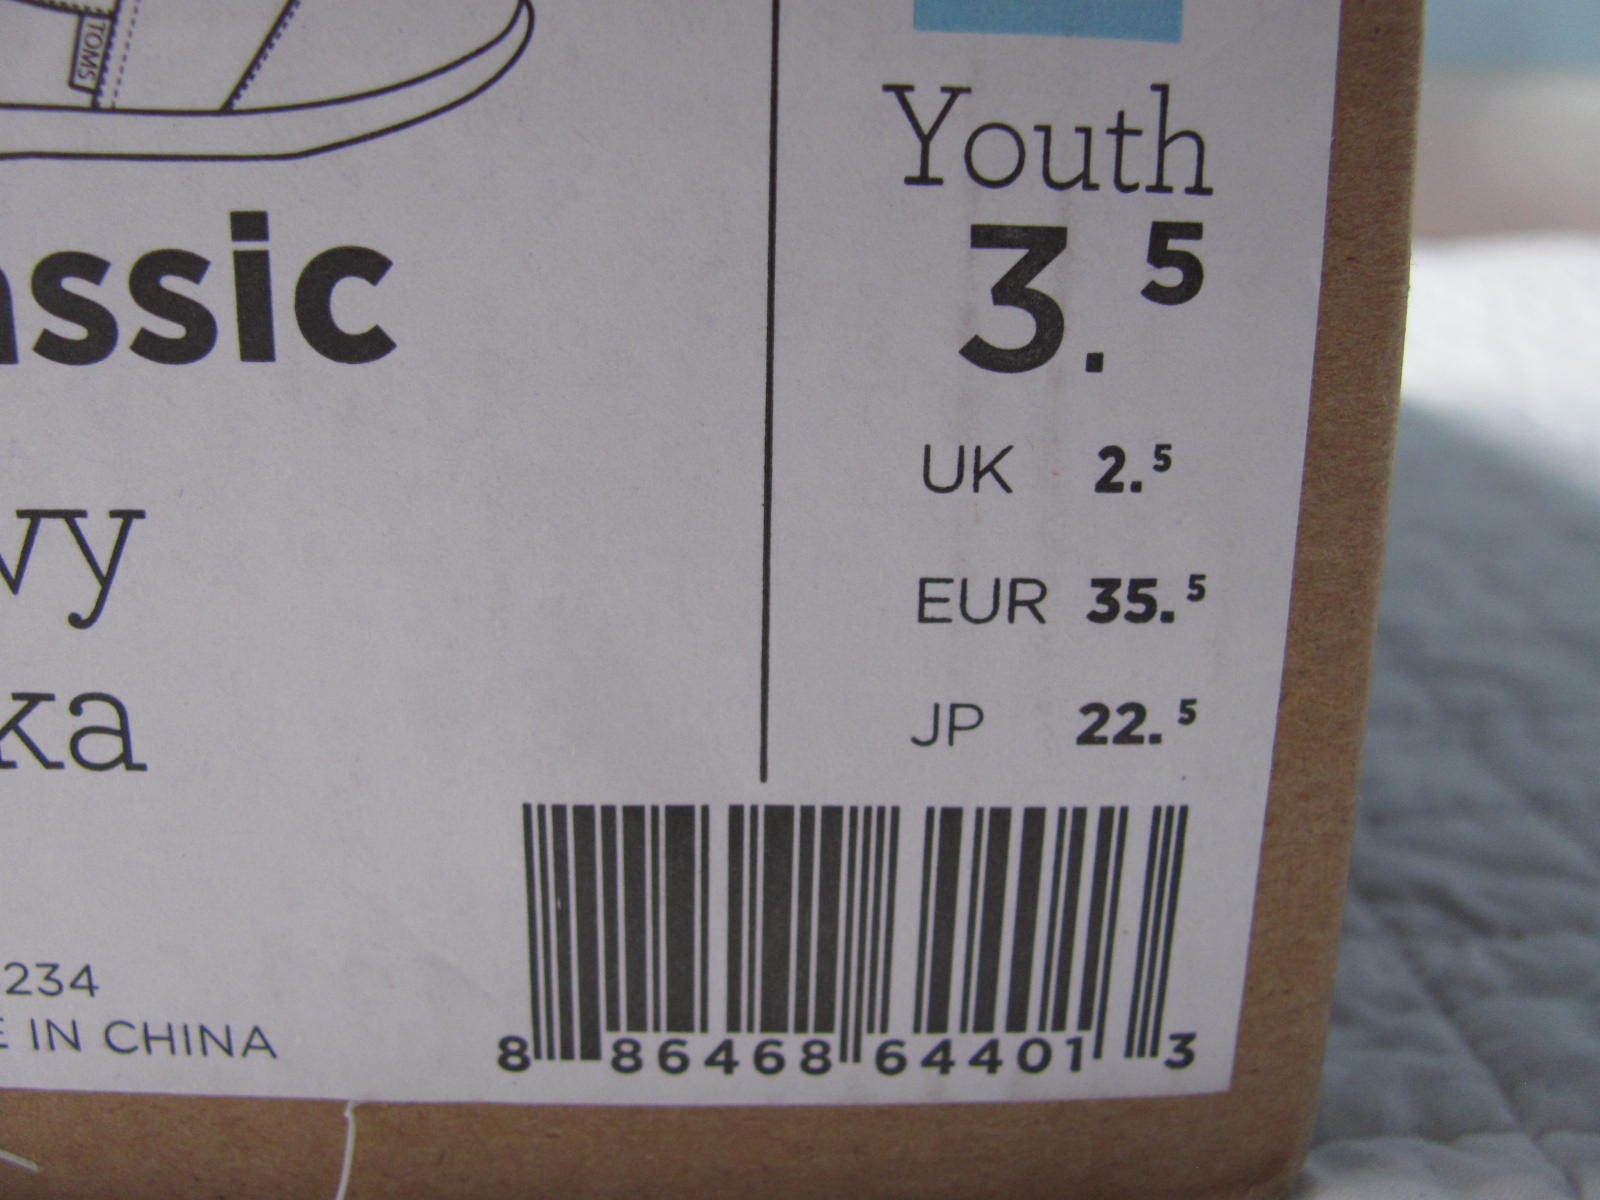 TOMS
Youth
3.5
assic
UK 2.5
vy
EUR 35.5
ka
JP 22.5
234
E IN CHINA
8 86468 64401 3